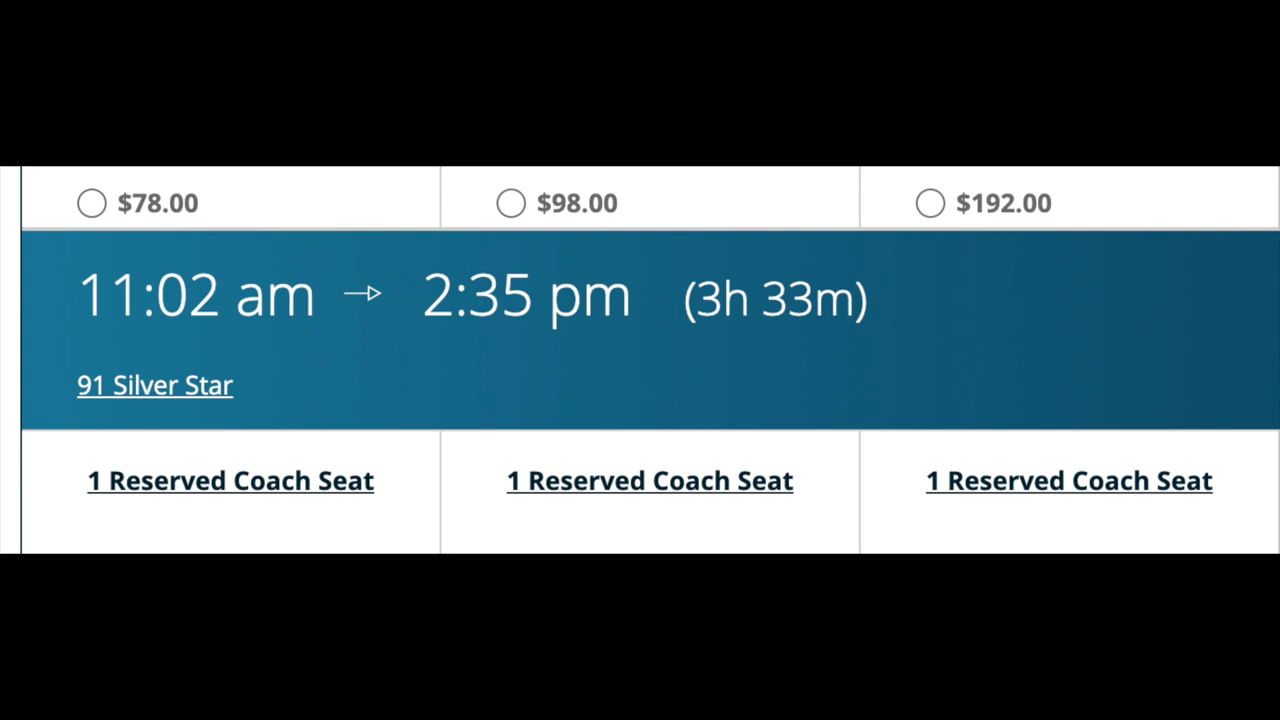 $78.00 $98.00 $192.00
11:02 am → 2:35 pm (3h 33m)
91 Silver Star
1 Reserved Coach Seat 1 Reserved Coach Seat 1 Reserved Coach Seat